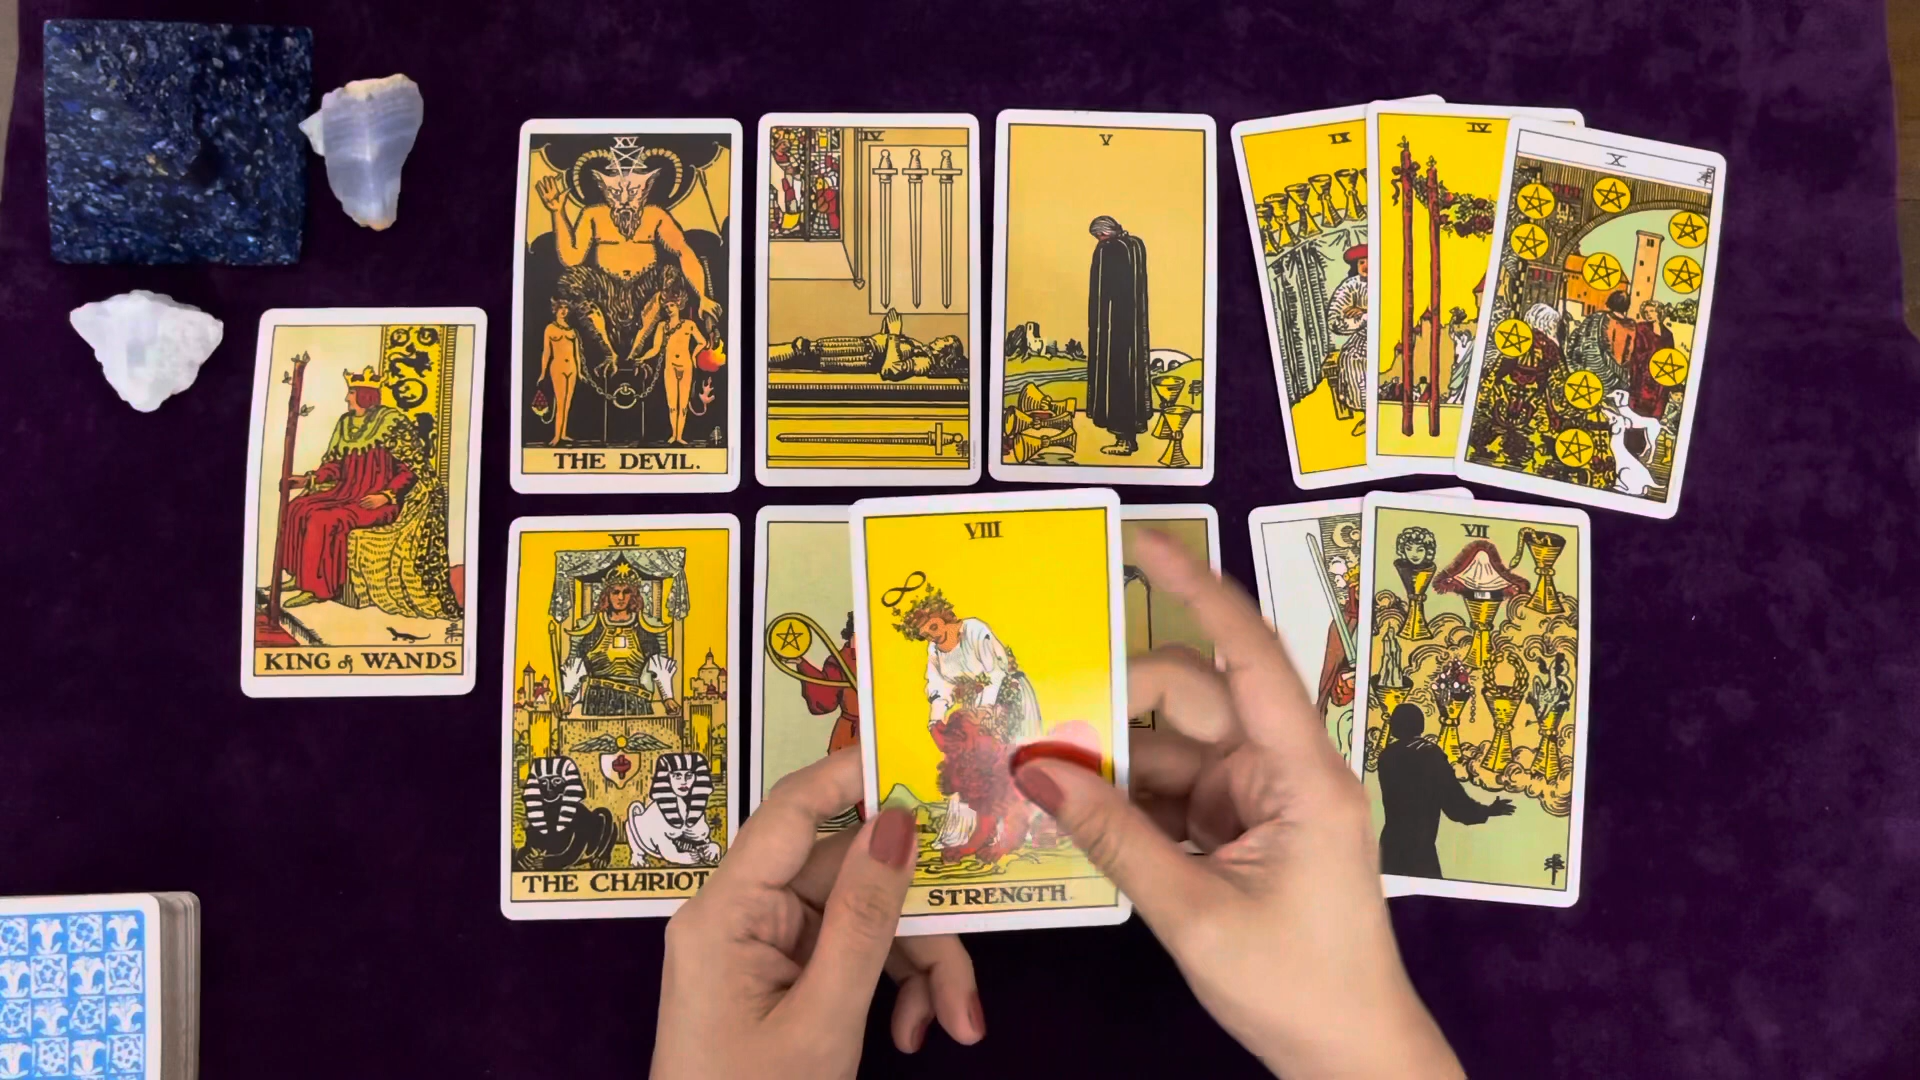 XV
THE DEVIL.
IV
V
IX
IV
X
KING of WANDS
VII
THE CHARIOT
VIII
STRENGTH.
VII